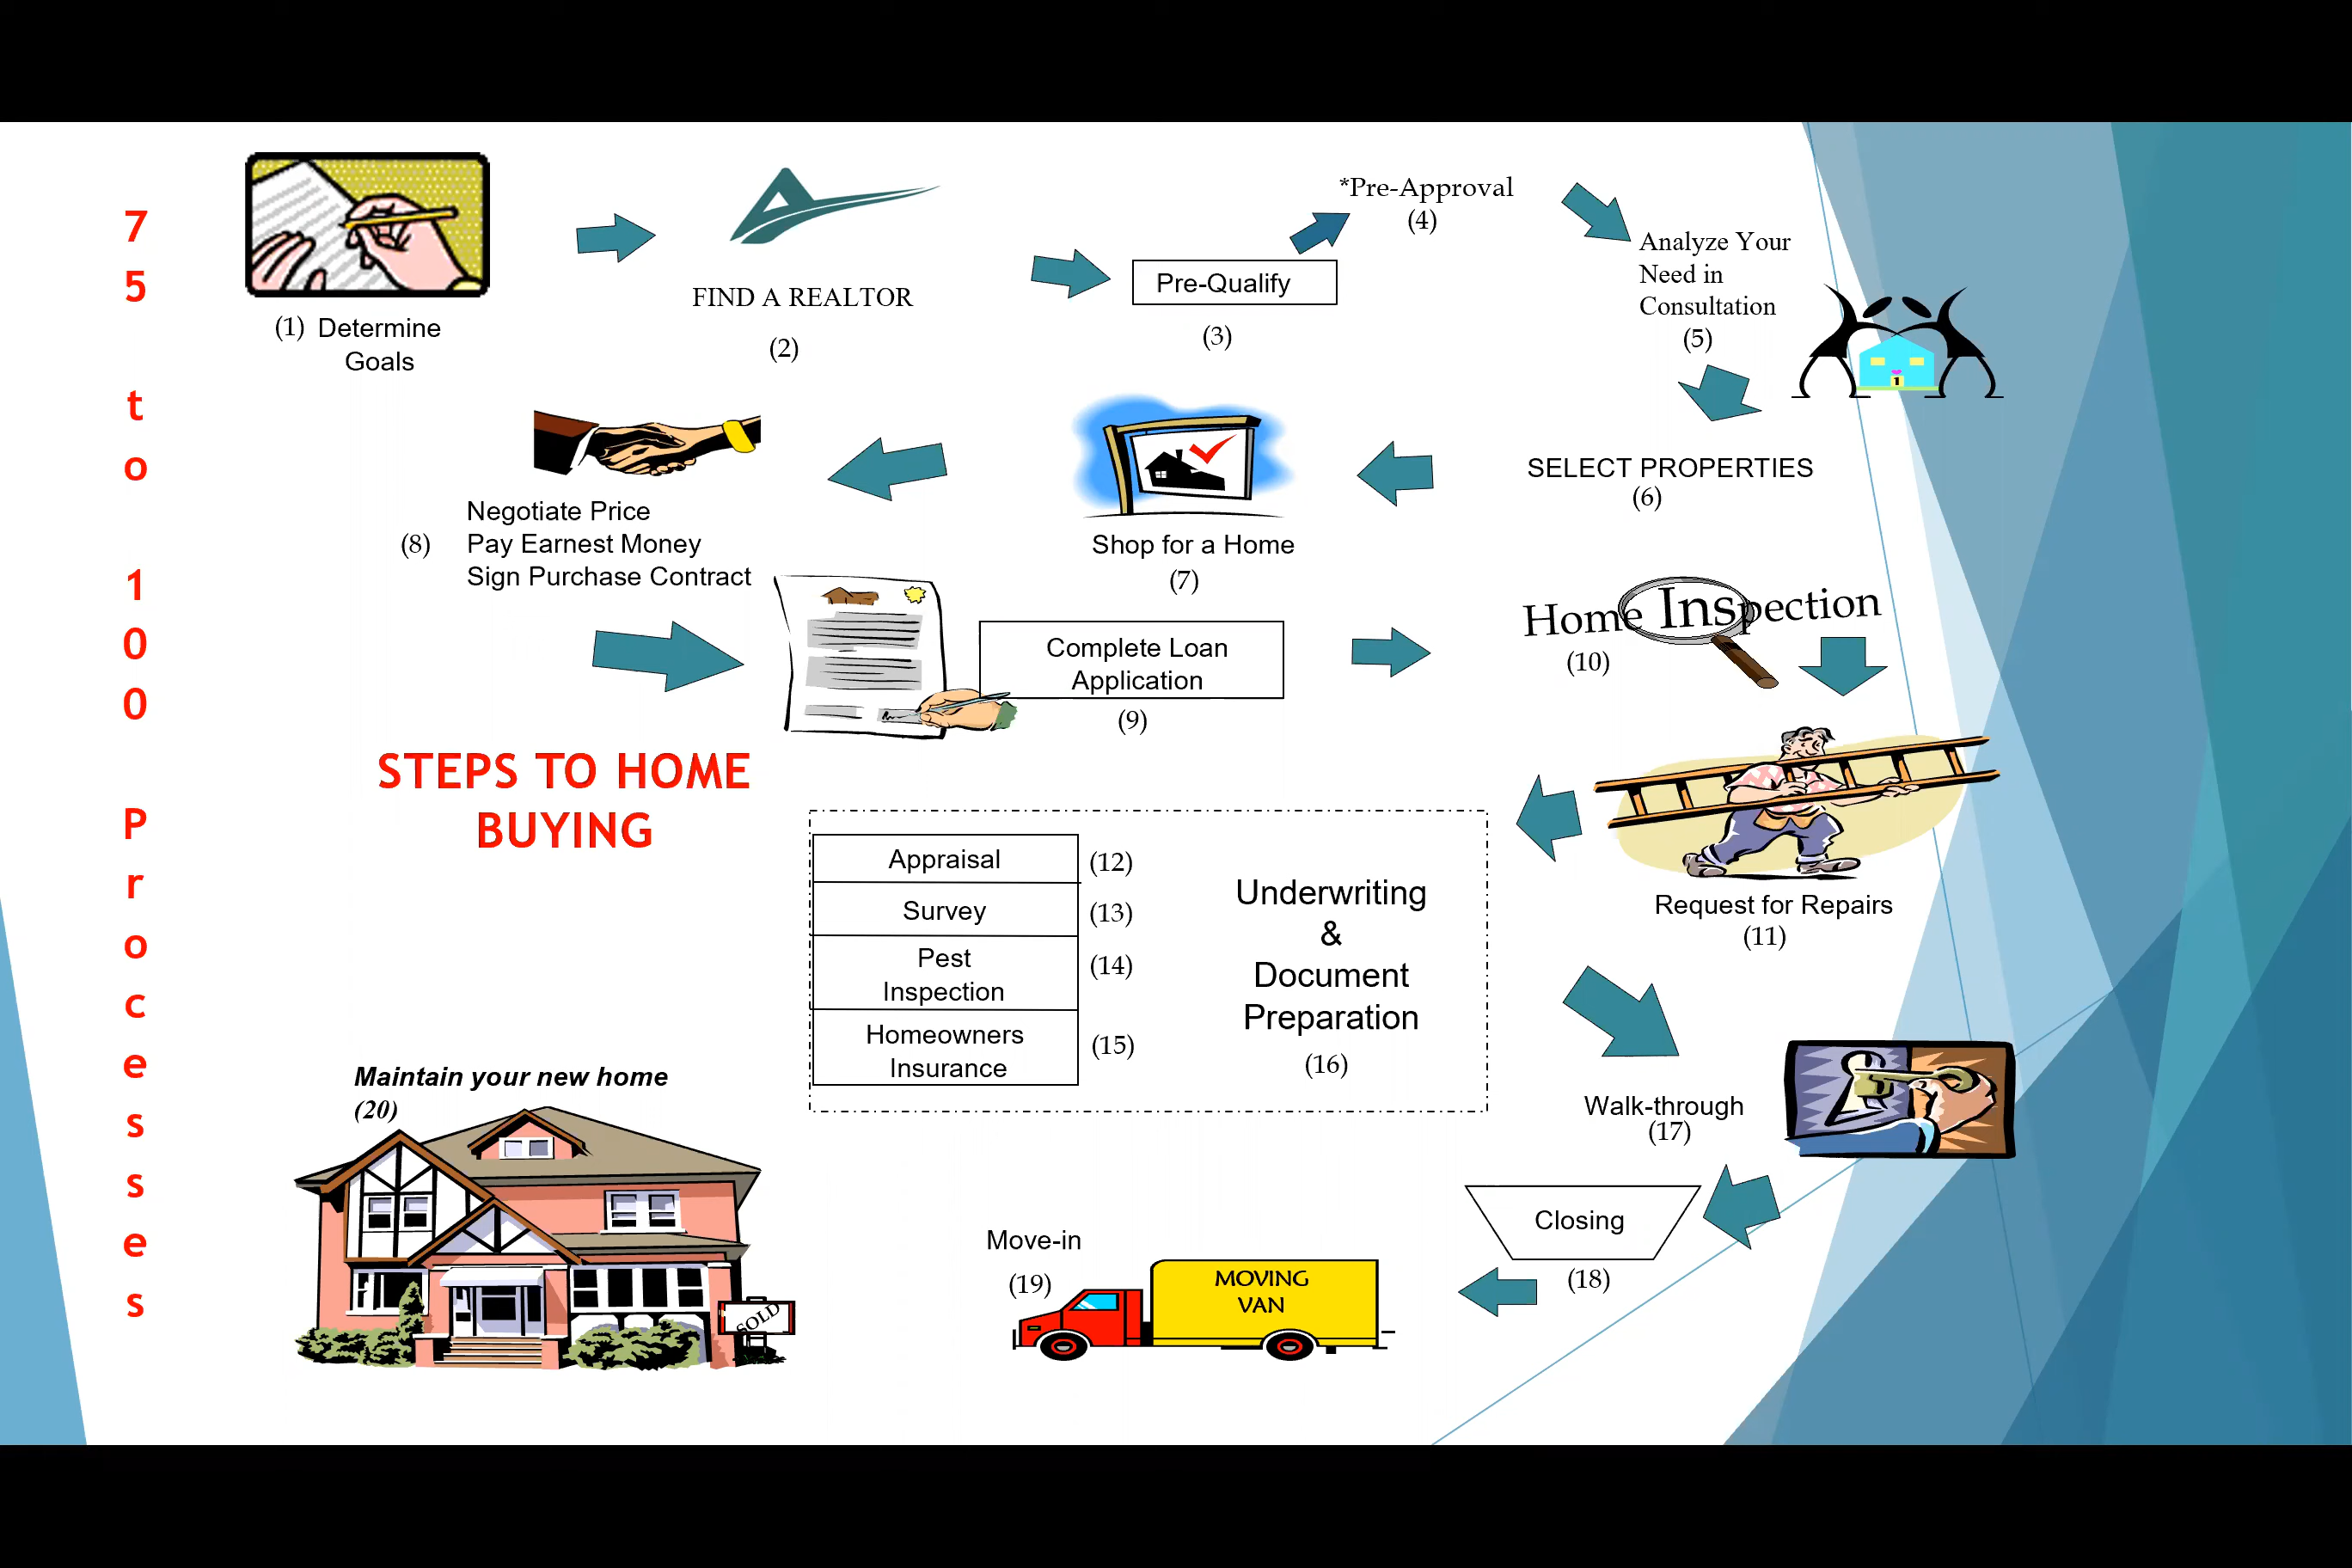 75 to 100 Processes
(1) Determine
Goals
FIND A REALTOR
(2)
Pre-Qualify
(3)
*Pre-Approval
(4)
Analyze Your
Need in
Consultation
(5)
1
SELECT PROPERTIES
(6)
Shop for a Home
(7)
Negotiate Price
(8) Pay Earnest Money
Sign Purchase Contract
Complete Loan
Application
(9)
Home Inspection
(10)
Request for Repairs
(11)
STEPS TO HOME
BUYING
Appraisal (12)
Survey (13)
Pest
Inspection (14)
Homeowners
Insurance (15)
Underwriting
&
Document
Preparation
(16)
Walk-through
(17)
Closing
(18)
Move-in
(19)
MOVING
VAN
Maintain your new home
(20)
SOLD